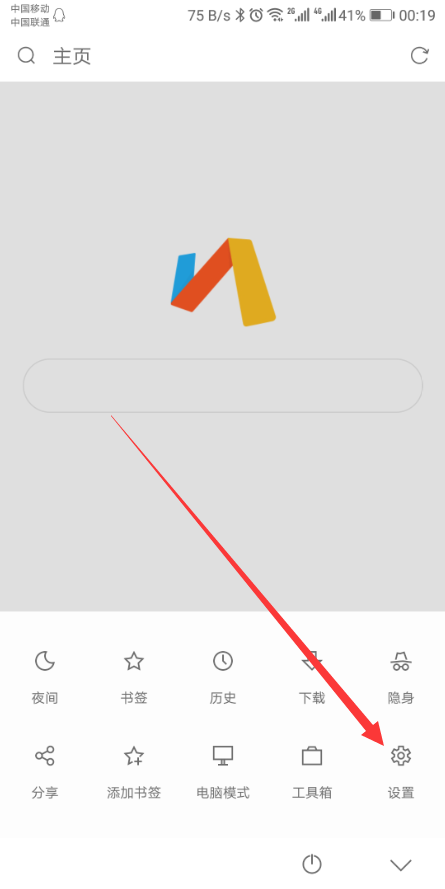 中国移动
中国联通
75 B/s 2G 4G 41% 00:19
主页
夜间 书签 历史 下载 隐身
分享 添加书签 电脑模式 工具箱 设置